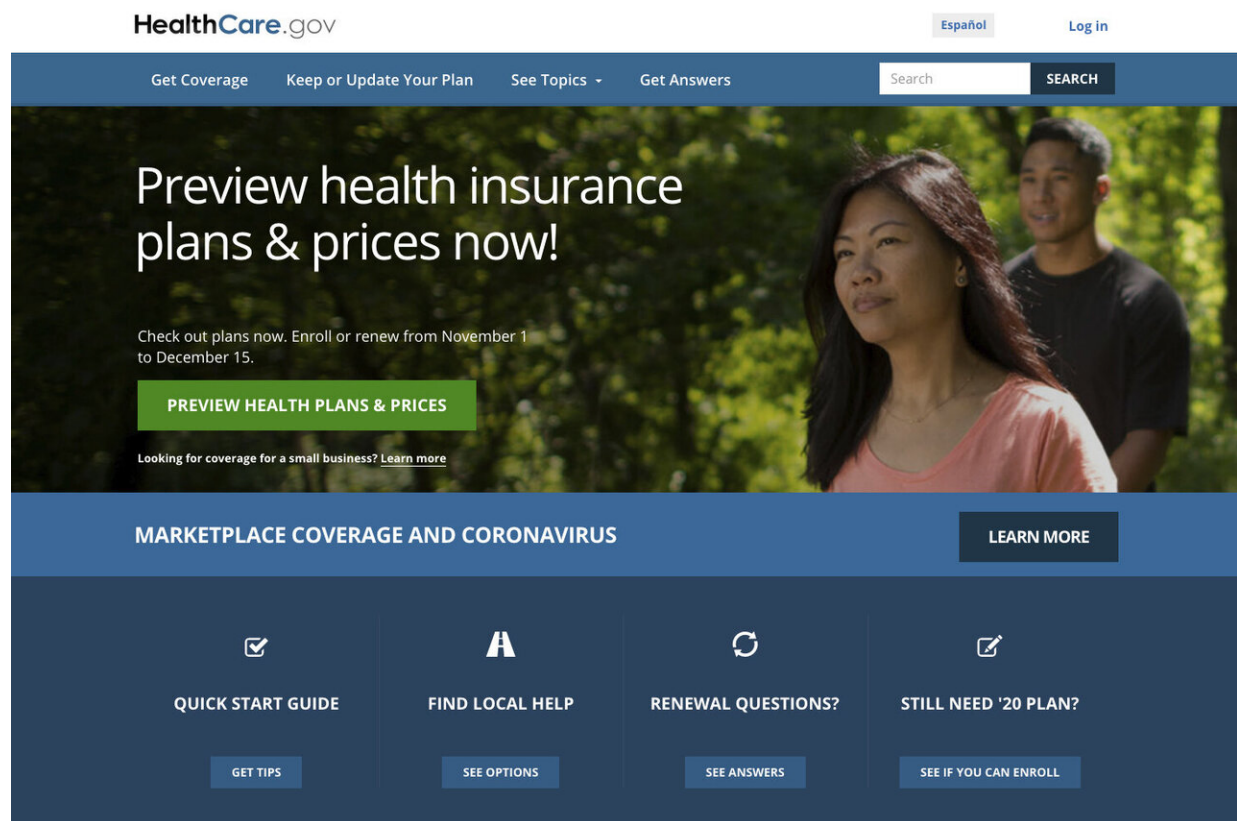 HealthCare.gov
Español
Log in
Get Coverage
Keep or Update Your Plan
See Topics
Get Answers
Search
SEARCH
Preview health insurance
plans & prices now!
Check out plans now. Enroll or renew from November 1
to December 15.
PREVIEW HEALTH PLANS & PRICES
Looking for coverage for a small business? Learn more
MARKETPLACE COVERAGE AND CORONAVIRUS
LEARN MORE
QUICK START GUIDE
FIND LOCAL HELP
RENEWAL QUESTIONS?
STILL NEED '20 PLAN?
GET TIPS
SEE OPTIONS
SEE ANSWERS
SEE IF YOU CAN ENROLL